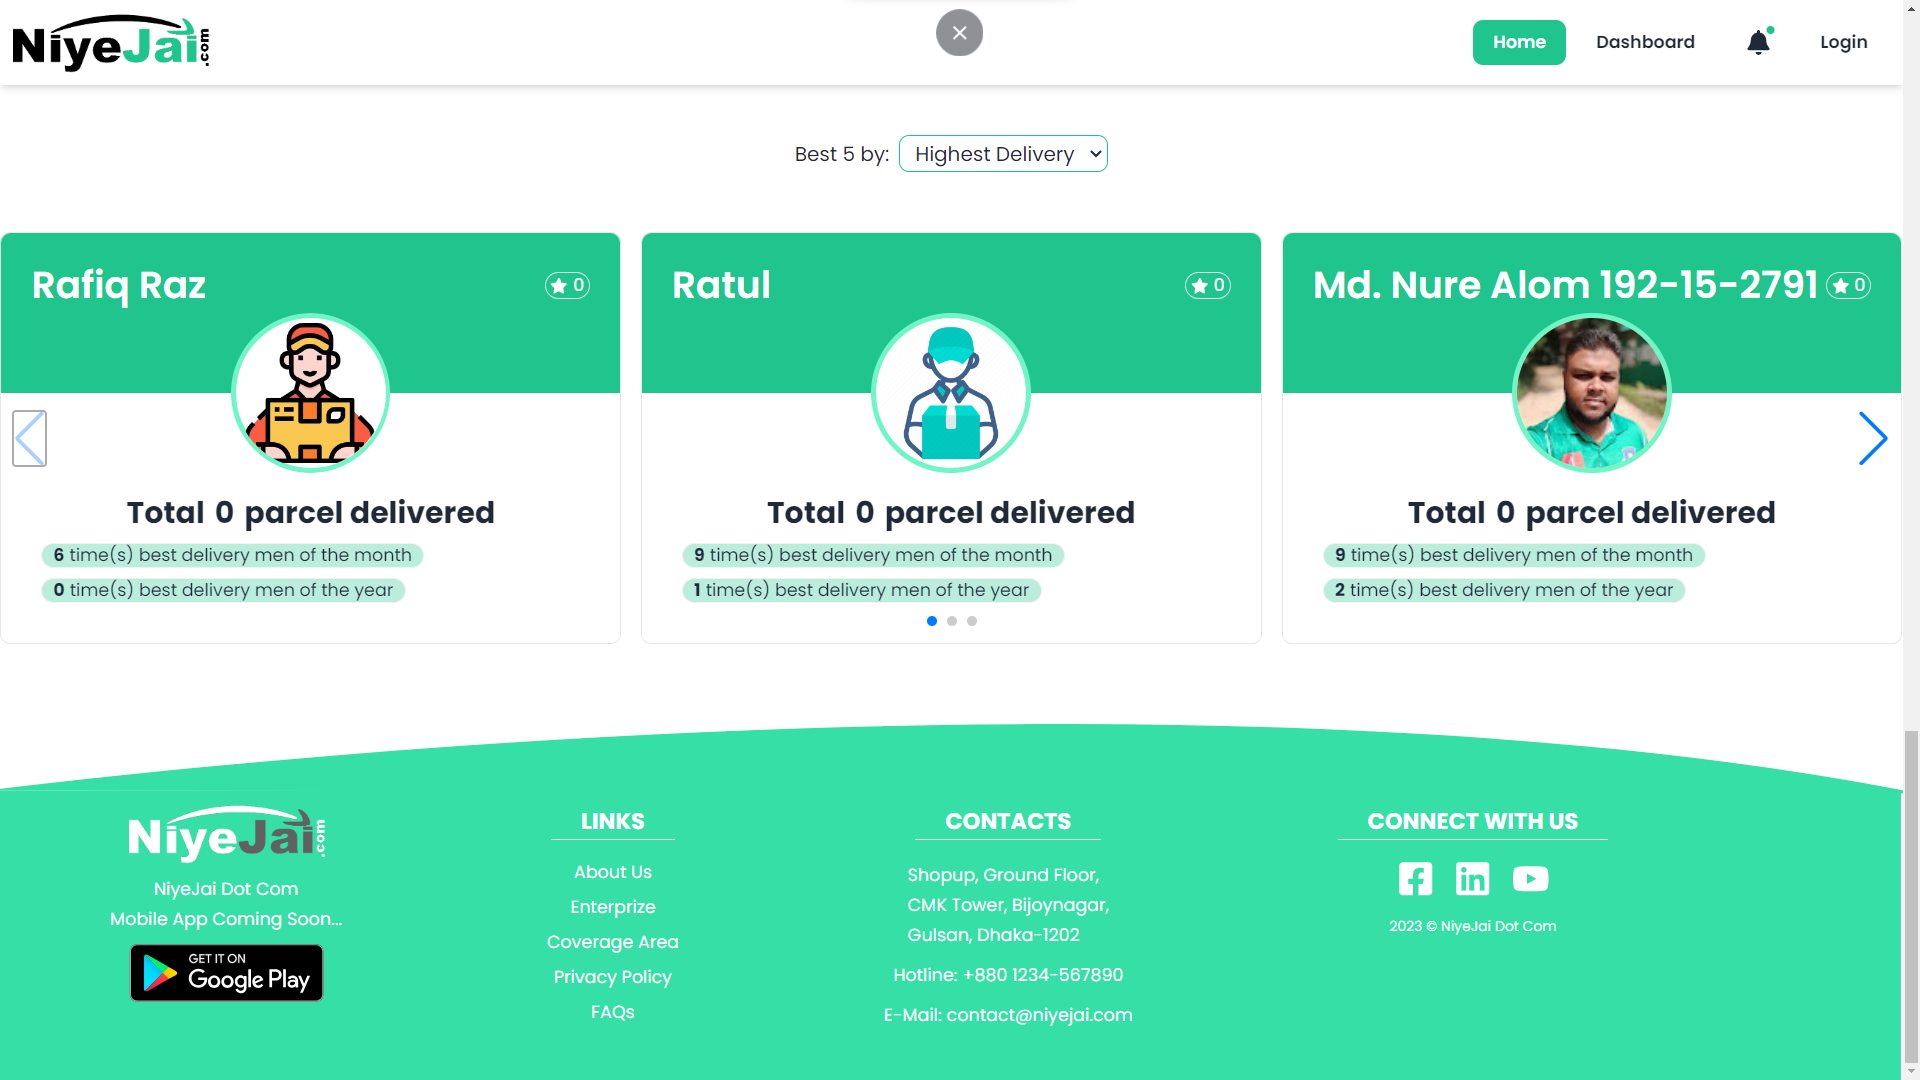 NiyeJai.com
Home
Dashboard
Login
Best 5 by: Highest Delivery
Rafiq Raz
0
Total 0 parcel delivered
6 time(s) best delivery men of the month
0 time(s) best delivery men of the year
Ratul
0
Total 0 parcel delivered
9 time(s) best delivery men of the month
1 time(s) best delivery men of the year
Md. Nure Alom 192-15-2791
0
Total 0 parcel delivered
9 time(s) best delivery men of the month
2 time(s) best delivery men of the year
NiyeJai.com
NiyeJai Dot Com
Mobile App Coming Soon...
GET IT ON
Google Play
LINKS
About Us
Enterprize
Coverage Area
Privacy Policy
FAQs
CONTACTS
Shopup, Ground Floor,
CMK Tower, Bijoynagar,
Gulsan, Dhaka-1202
Hotline: +880 1234-567890
E-Mail: contact@niyejai.com
CONNECT WITH US
2023 © NiyeJai Dot Com